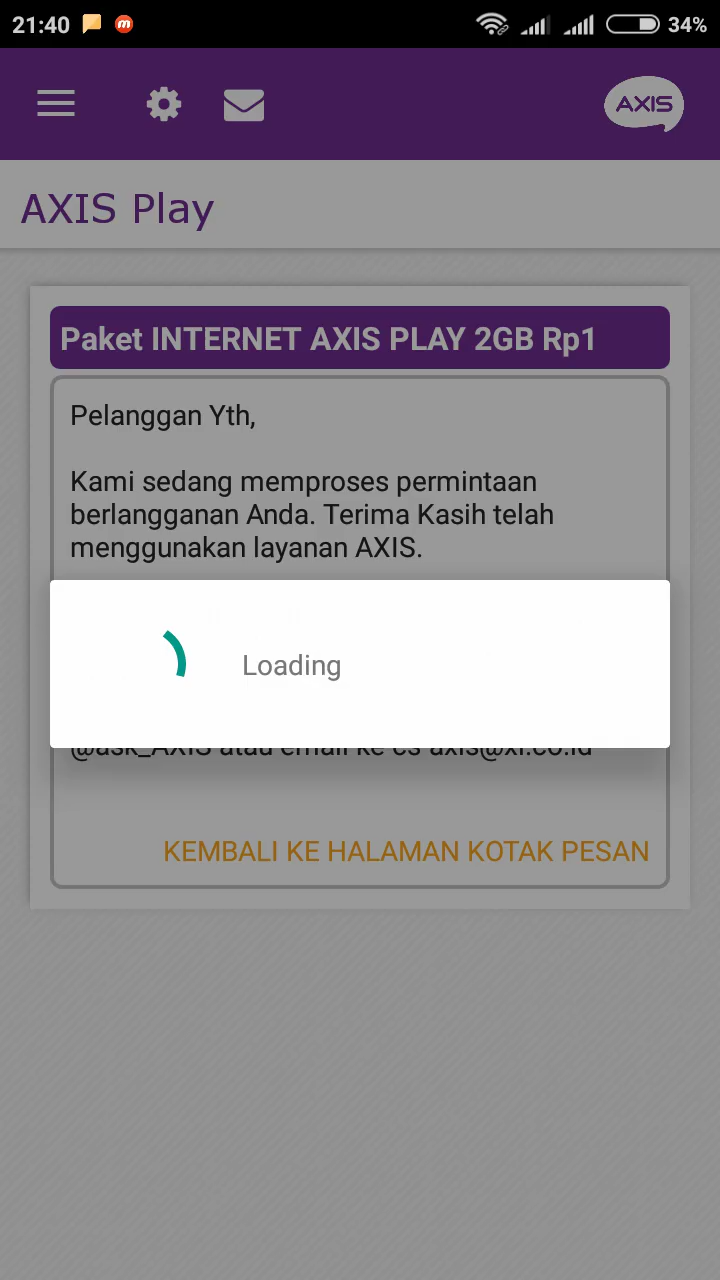 21:40
34%
AXIS
AXIS Play
Paket INTERNET AXIS PLAY 2GB Rp1
Pelanggan Yth,
Kami sedang memproses permintaan
berlangganan Anda. Terima Kasih telah
menggunakan layanan AXIS.
Loading
@ask_AXIS atau email ke cs axis@xl.co.id
KEMBALI KE HALAMAN KOTAK PESAN